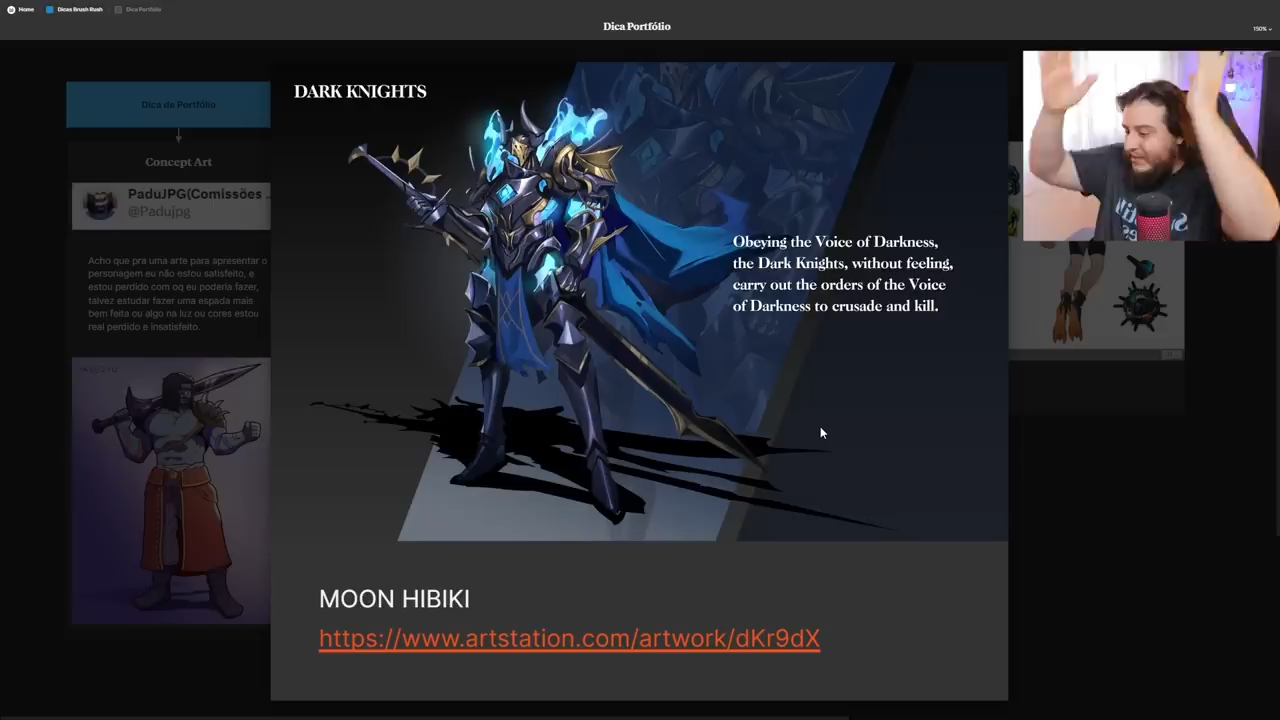 Home
Dicas Brush Rush
Dica Portfólio
Dica Portfólio
150%
Dica de Portfólio
Concept Art
PaduJPG(Comissões ..
@Padujpg
Acho que pra uma arte para apresentar o
personagem eu não estou satisfeito, e
estou perdido com oq eu poderia fazer,
talvez estudar fazer uma espada mais
bem feita ou algo na luz ou cores estou
real perdido e Insatisfeito.
DARK KNIGHTS
Obeying the Voice of Darkness,
the Dark Knights, without feeling,
carry out the orders of the Voice
of Darkness to crusade and kill.
MOON HIBIKI
https://www.artstation.com/artwork/dKr9dX